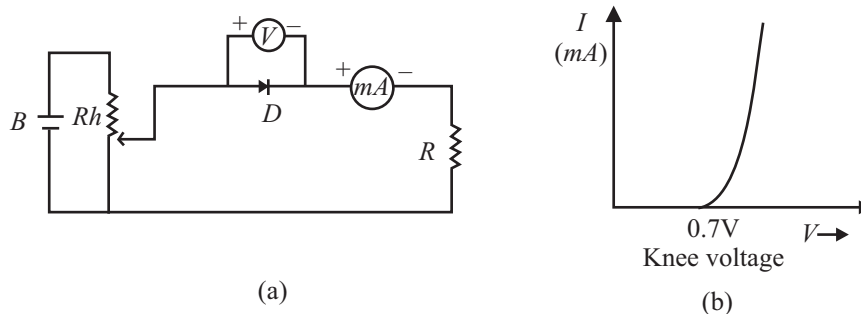 + V −
+ mA −
B
Rh
D
R
(a)
I
(mA)
0.7V
V
Knee voltage
(b)